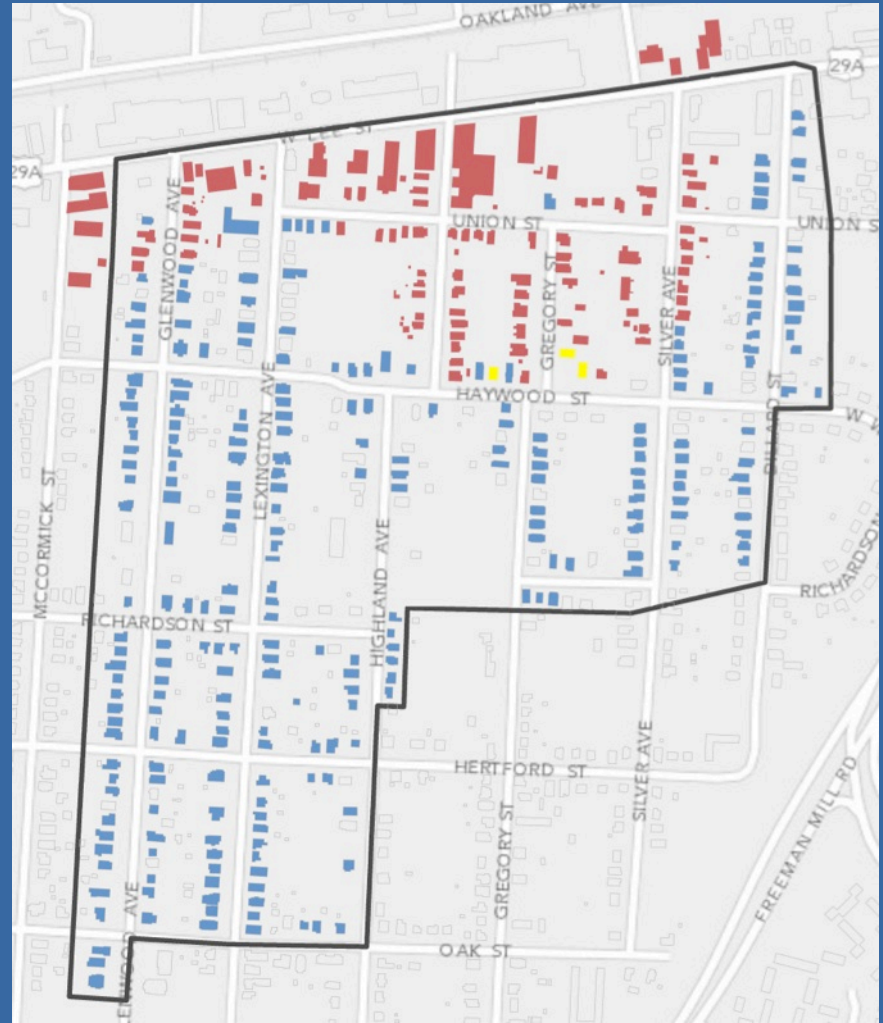 OAKLAND AVE
29A
W LEE ST
29A
GLENWOOD AVE
UNION ST
UNION S
GREGORY ST
SILVER AVE
LEXINGTON AVE
HAYWOOD ST
DILLARD ST
W W
MCCORMICK ST
HIGHLAND AVE
RICHARDSON
RICHARDSON ST
HERTFORD ST
SILVER AVE
FREEMAN MILL RD
GREGORY ST
LENWOOD AVE
OAK ST